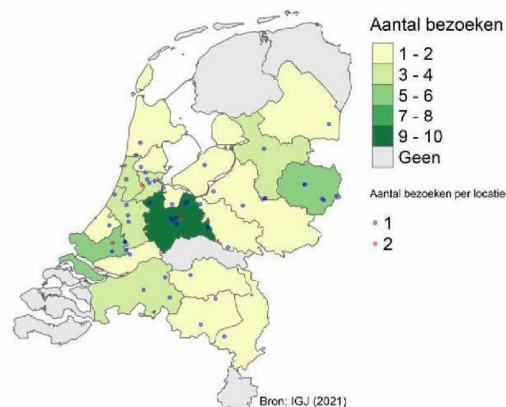 Aantal bezoeken
1 - 2
3 - 4
5 - 6
7 - 8
9 - 10
Geen
Aantal bezoeken per locatie
1
2
Bron: IGJ (2021)